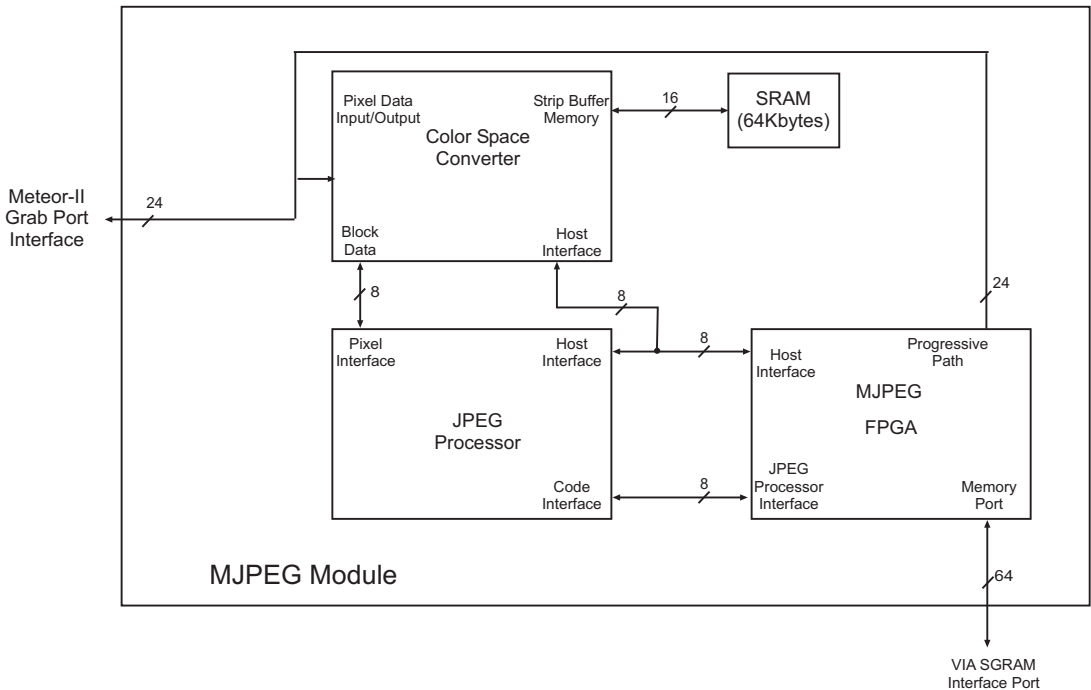 Pixel Data
Input/Output
Strip Buffer
Memory
16
SRAM
(64Kbytes)
Color Space
Converter
Meteor-II
Grab Port
Interface
24
Block
Data
Host
Interface
8
8
24
Pixel
Interface
Host
Interface
8
Host
Interface
Progressive
Path
MJPEG
FPGA
JPEG
Processor
Code
Interface
8
JPEG
Processor
Interface
Memory
Port
MJPEG Module
64
VIA SGRAM
Interface Port